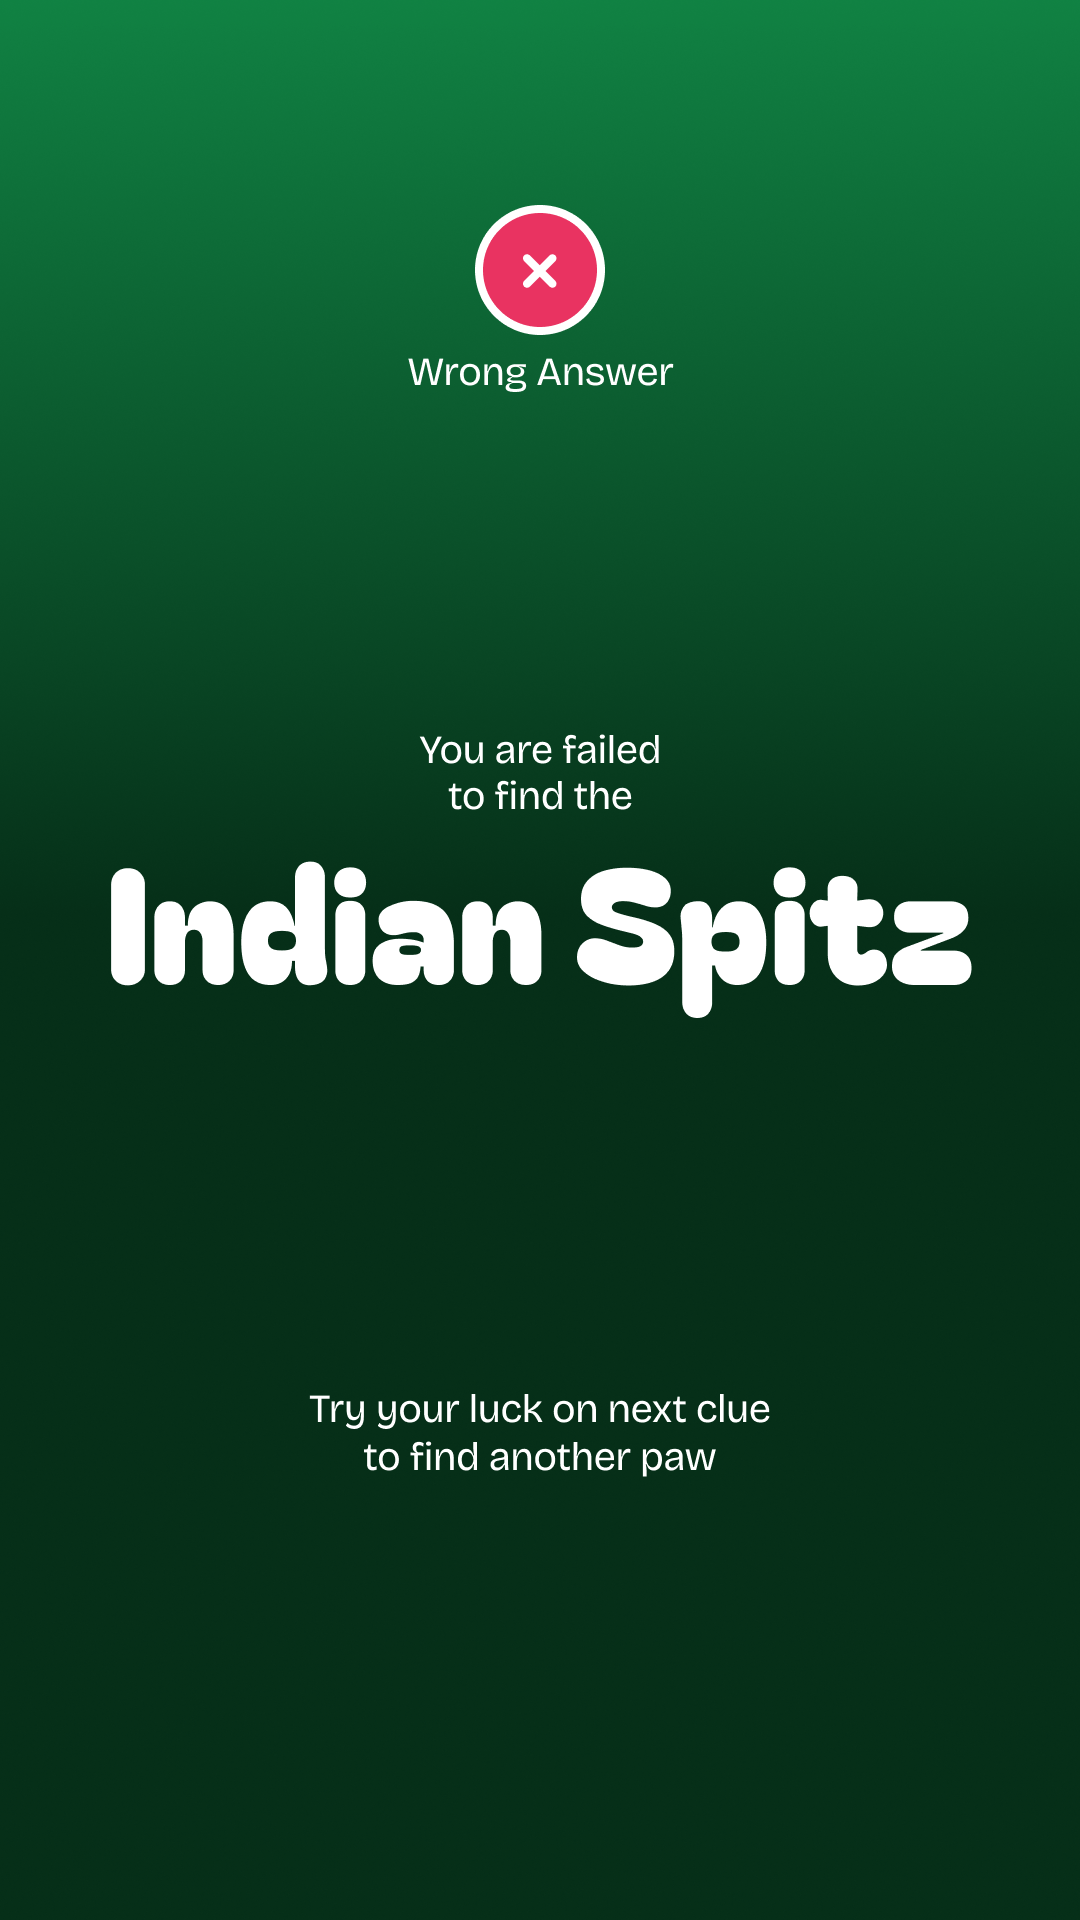 Wrong Answer
You are failed
to find the
Indian Spitz
Try your luck on next clue
to find another paw